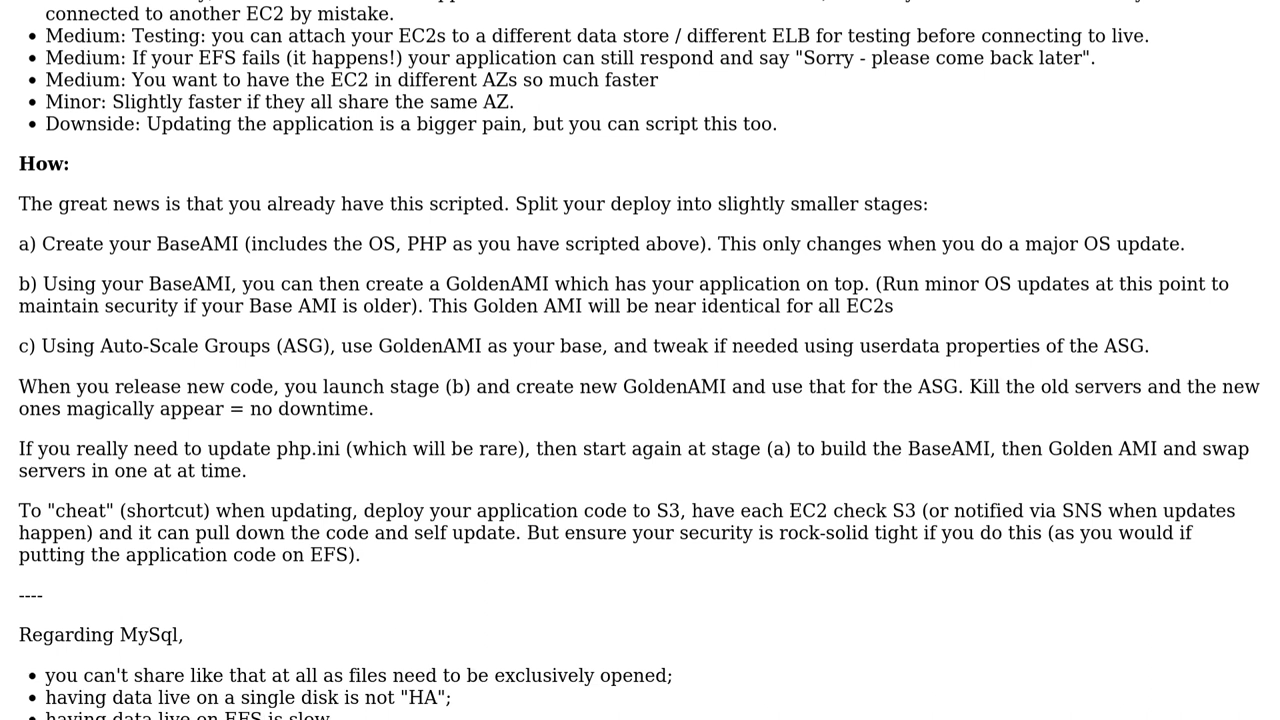 connected to another EC2 by mistake.
• Medium: Testing: you can attach your EC2s to a different data store / different ELB for testing before connecting to live.
• Medium: If your EFS fails (it happens!) your application can still respond and say "Sorry - please come back later".
• Medium: You want to have the EC2 in different AZs so much faster
• Minor: Slightly faster if they all share the same AZ.
• Downside: Updating the application is a bigger pain, but you can script this too.
How:
The great news is that you already have this scripted. Split your deploy into slightly smaller stages:
a) Create your BaseAMI (includes the OS, PHP as you have scripted above). This only changes when you do a major OS update.
b) Using your BaseAMI, you can then create a GoldenAMI which has your application on top. (Run minor OS updates at this point to
maintain security if your Base AMI is older). This Golden AMI will be near identical for all EC2s
c) Using Auto-Scale Groups (ASG), use GoldenAMI as your base, and tweak if needed using userdata properties of the ASG.
When you release new code, you launch stage (b) and create new GoldenAMI and use that for the ASG. Kill the old servers and the new
ones magically appear = no downtime.
If you really need to update php.ini (which will be rare), then start again at stage (a) to build the BaseAMI, then Golden AMI and swap
servers in one at at time.
To "cheat" (shortcut) when updating, deploy your application code to S3, have each EC2 check S3 (or notified via SNS when updates
happen) and it can pull down the code and self update. But ensure your security is rock-solid tight if you do this (as you would if
putting the application code on EFS).
----
Regarding MySql,
• you can't share like that at all as files need to be exclusively opened;
• having data live on a single disk is not "HA";
• having data live on EFS is slow